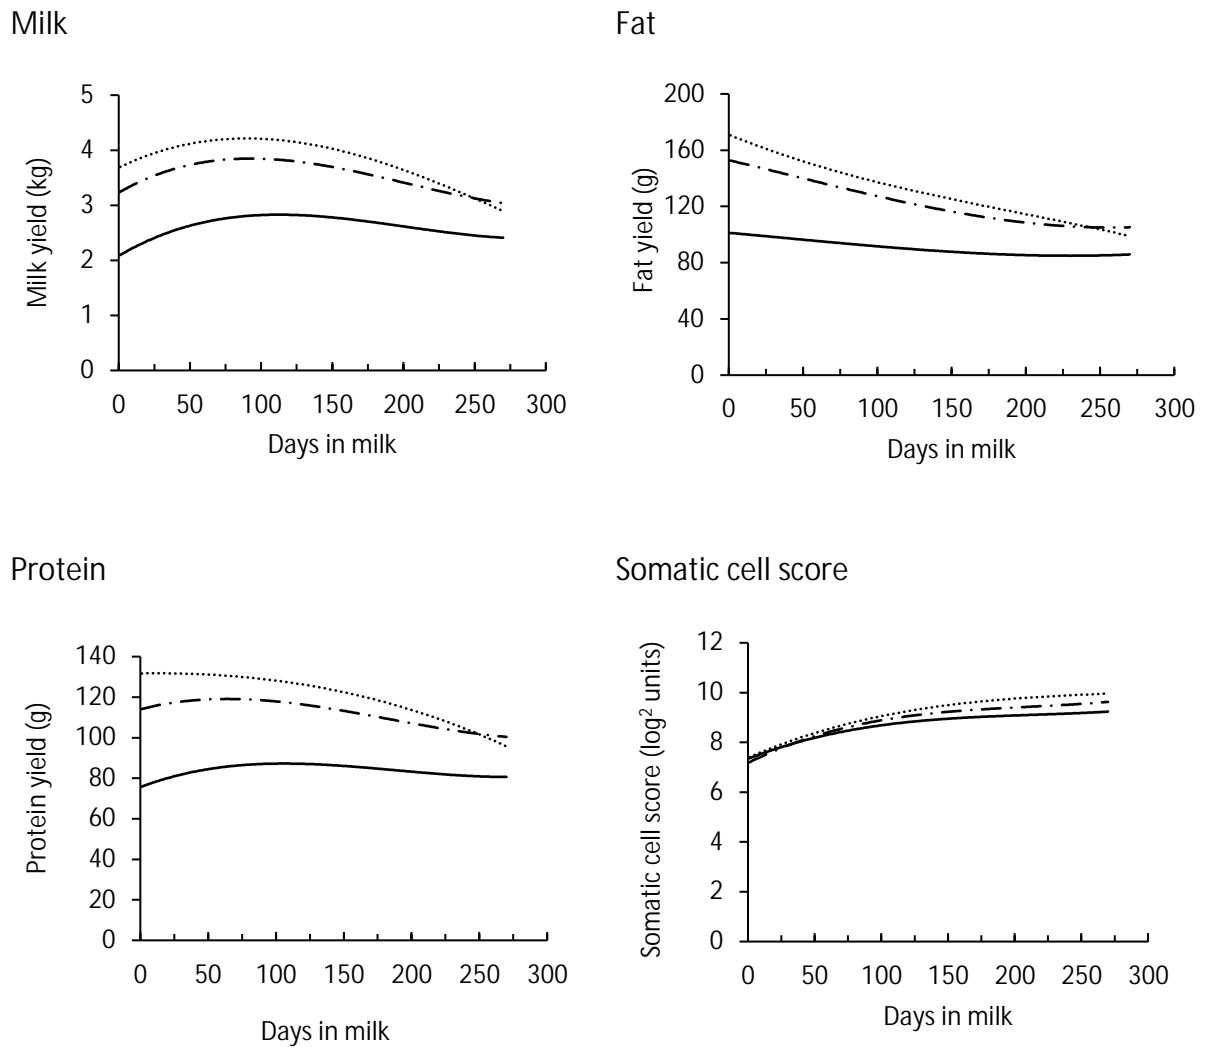 Milk
5
4
3
2
1
0
Milk yield (kg)
0 50 100 150 200 250 300
Days in milk
Fat
200
160
120
80
40
0
Fat yield (g)
0 50 100 150 200 250 300
Days in milk
Protein
140
120
100
80
60
40
20
0
Protein yield (g)
0 50 100 150 200 250 300
Days in milk
Somatic cell score
12
10
8
6
4
2
0
Somatic cell score (log² units)
0 50 100 150 200 250 300
Days in milk